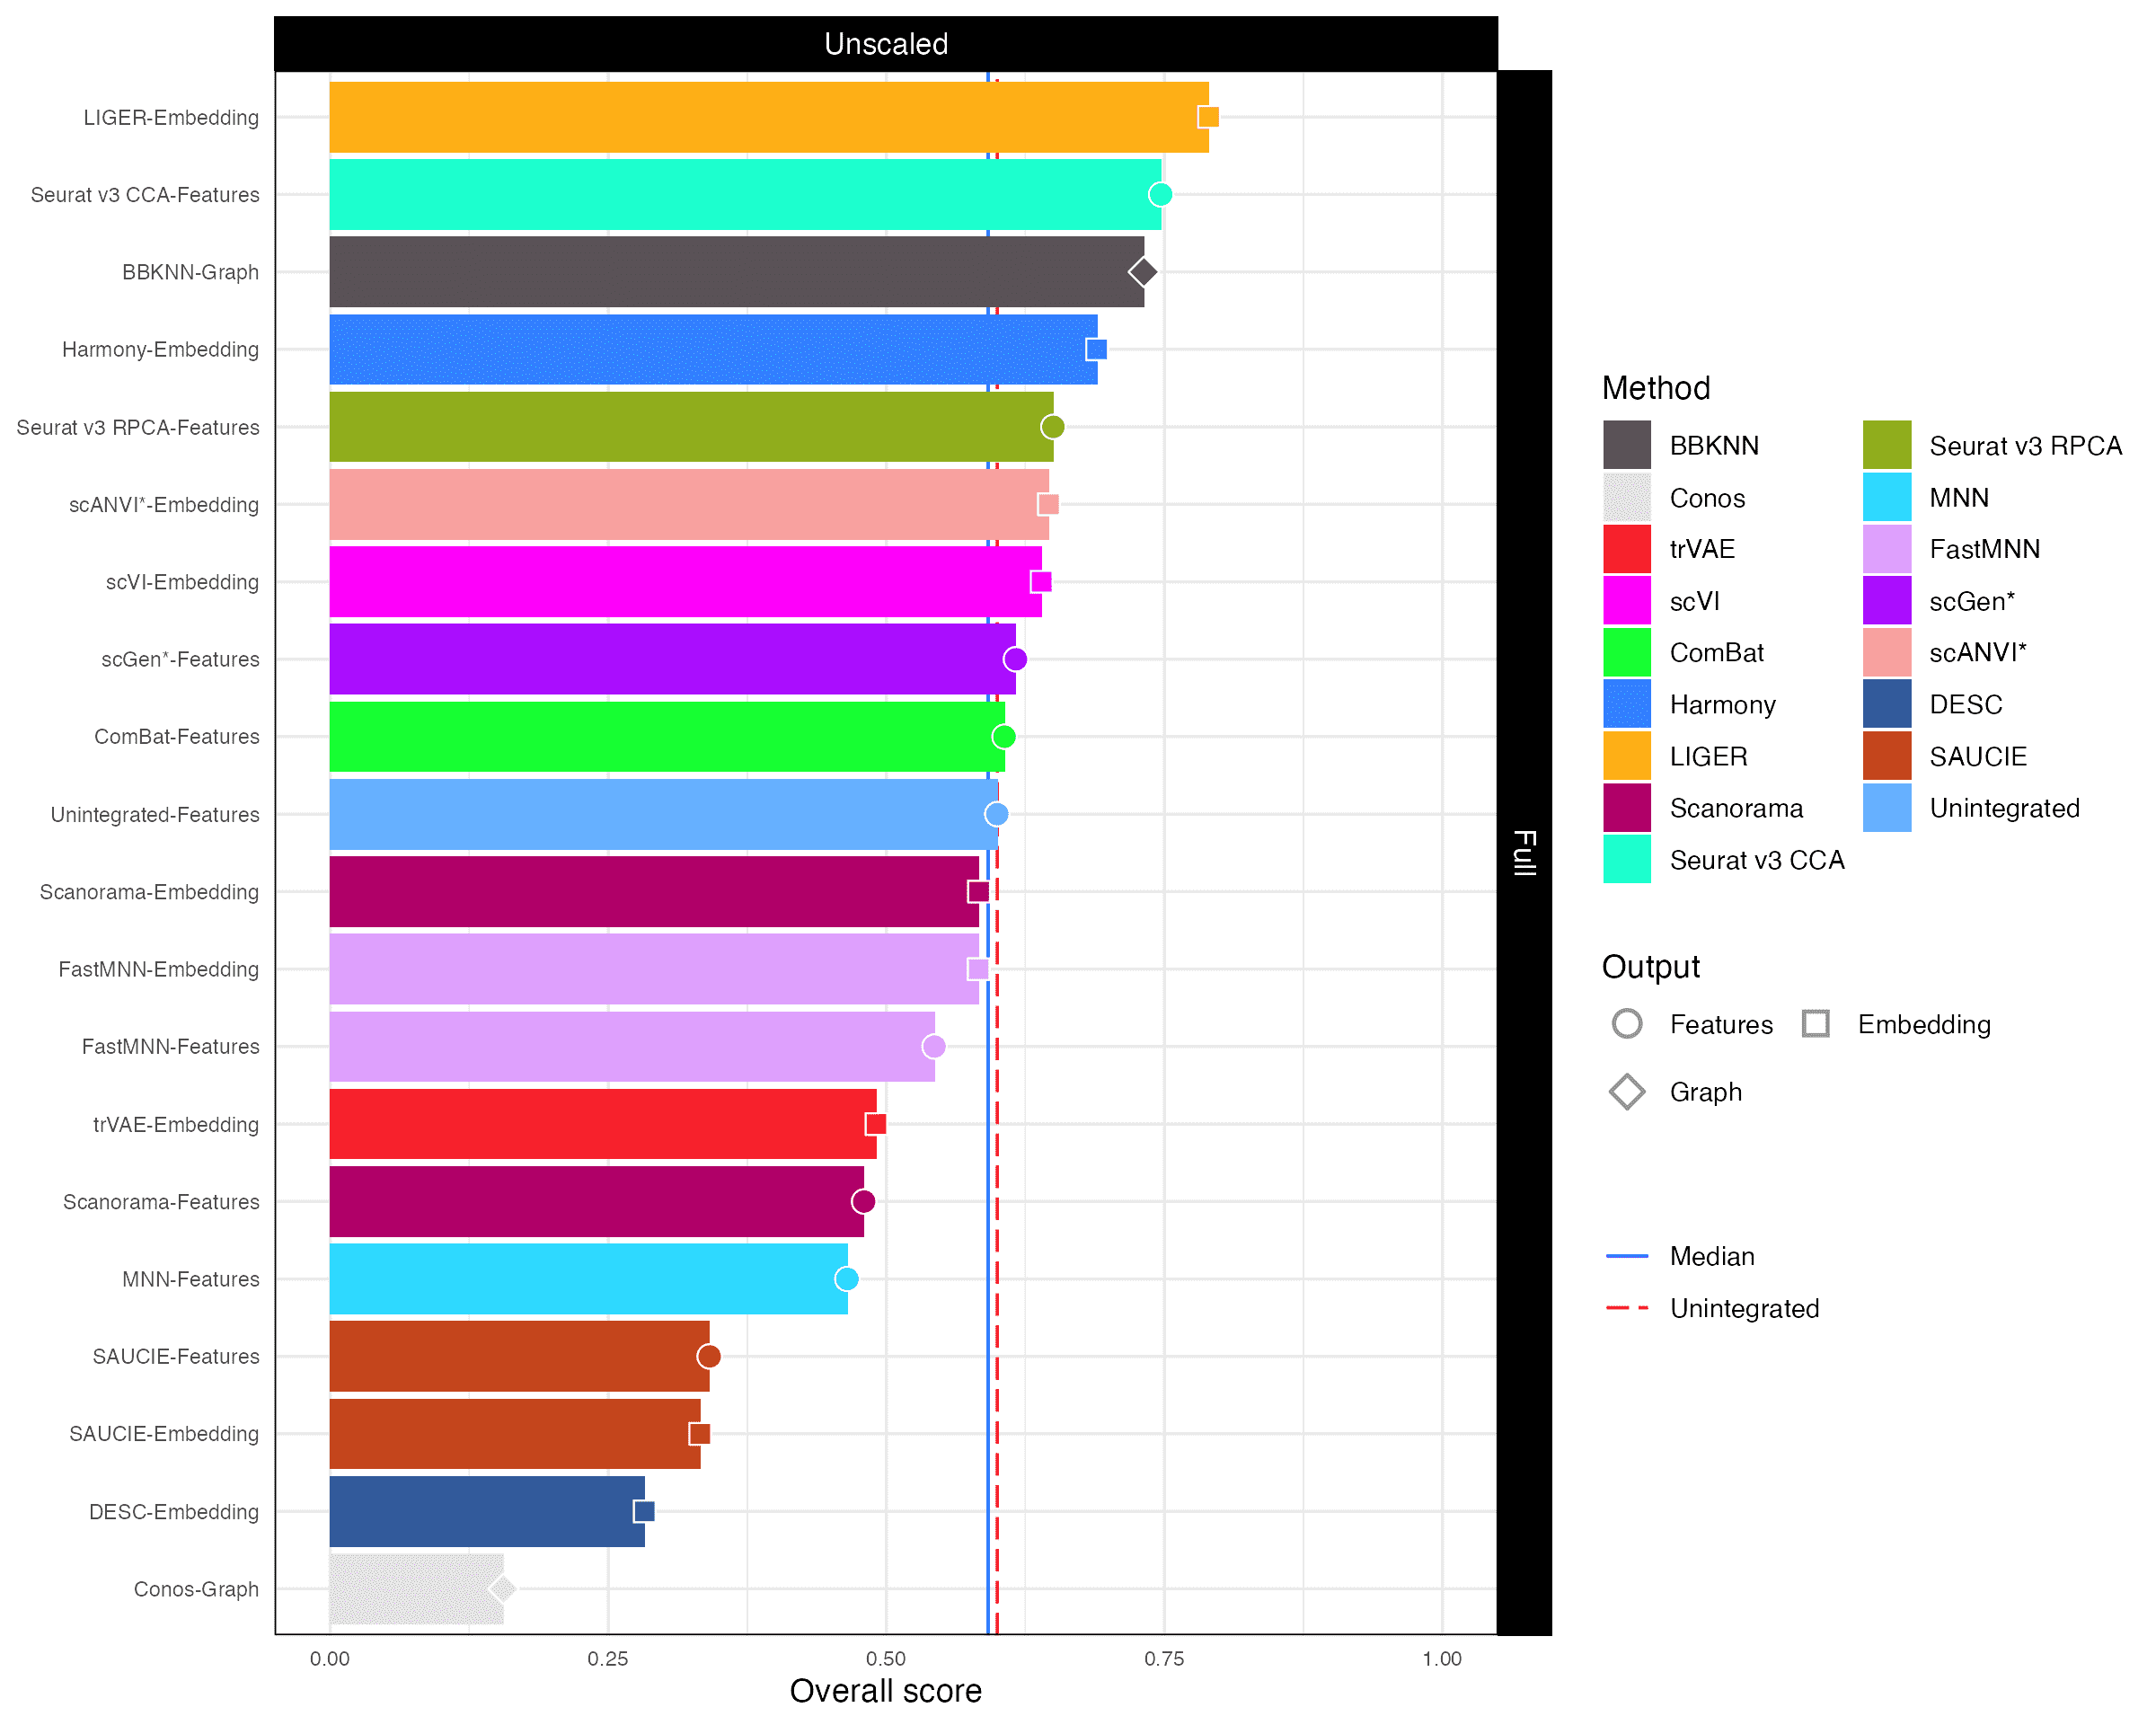 Unscaled
LIGER-Embedding
Seurat v3 CCA-Features
BBKNN-Graph
Harmony-Embedding
Seurat v3 RPCA-Features
scANVI*-Embedding
scVI-Embedding
scGen*-Features
ComBat-Features
Unintegrated-Features
Scanorama-Embedding
FastMNN-Embedding
FastMNN-Features
trVAE-Embedding
Scanorama-Features
MNN-Features
SAUCIE-Features
SAUCIE-Embedding
DESC-Embedding
Conos-Graph
0.00 0.25 0.50 0.75 1.00
Overall score
Full
Method
BBKNN
Conos
trVAE
scVI
ComBat
Harmony
LIGER
Scanorama
Seurat v3 CCA
Seurat v3 RPCA
MNN
FastMNN
scGen*
scANVI*
DESC
SAUCIE
Unintegrated
Output
Features Embedding
Graph
Median
Unintegrated